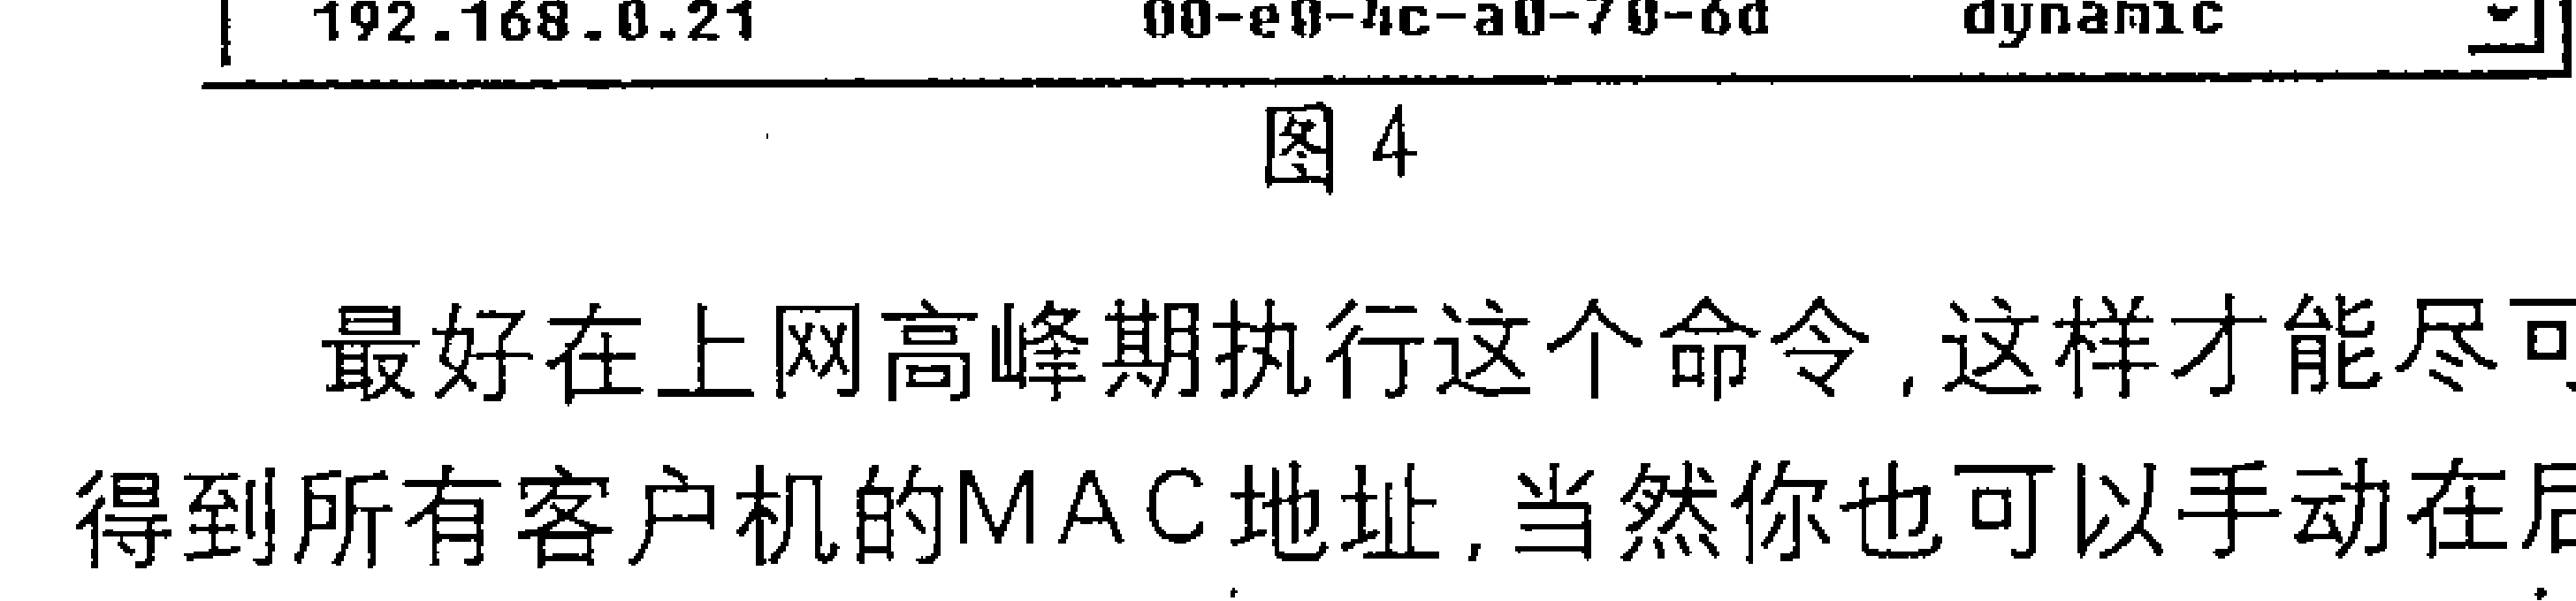 192.168.0.21 00-e0-4c-a0-70-6d dynamic
图 4
最好在上网高峰期执行这个命令,这样才能尽可
得到所有客户机的MAC地址,当然你也可以手动在后